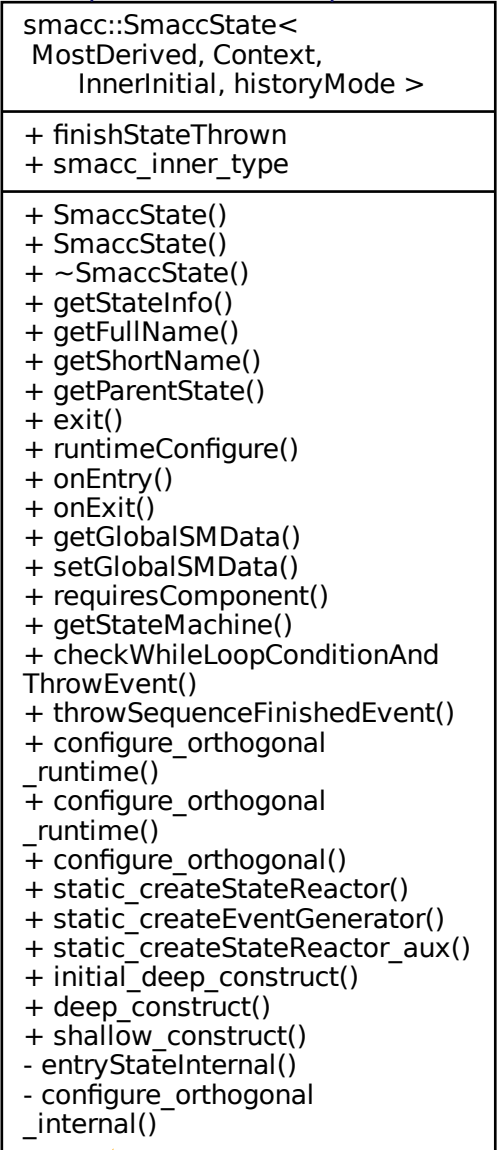 smacc::SmaccState<
MostDerived, Context,
InnerInitial, historyMode >
+ finishStateThrown
+ smacc_inner_type
+ SmaccState()
+ SmaccState()
+ ~SmaccState()
+ getStateInfo()
+ getFullName()
+ getShortName()
+ getParentState()
+ exit()
+ runtimeConfigure()
+ onEntry()
+ onExit()
+ getGlobalSMData()
+ setGlobalSMData()
+ requiresComponent()
+ getStateMachine()
+ checkWhileLoopConditionAnd
ThrowEvent()
+ throwSequenceFinishedEvent()
+ configure_orthogonal
_runtime()
+ configure_orthogonal
_runtime()
+ configure_orthogonal()
+ static_createStateReactor()
+ static_createEventGenerator()
+ static_createStateReactor_aux()
+ initial_deep_construct()
+ deep_construct()
+ shallow_construct()
- entryStateInternal()
- configure_orthogonal
_internal()